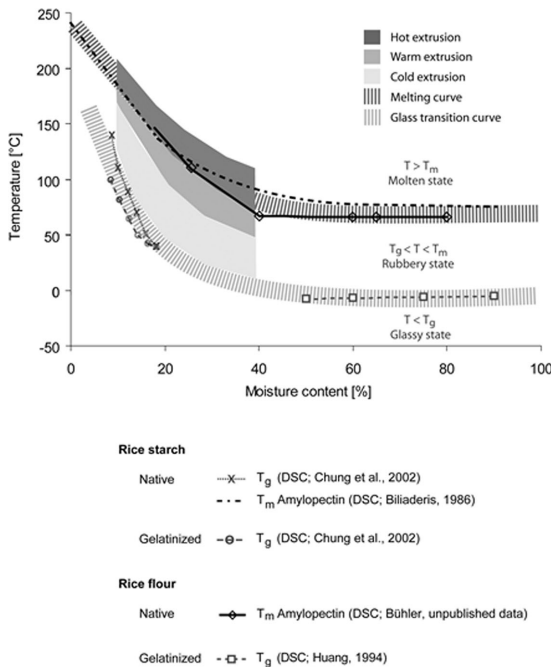 250
200
150
100
50
0
-50
Temperature [°C]
0 20 40 60 80 100
Moisture content [%]
Hot extrusion
Warm extrusion
Cold extrusion
Melting curve
Glass transition curve
T > Tm
Molten state
Tg < T < Tm
Rubbery state
T < Tg
Glassy state
Rice starch
Native Tg (DSC; Chung et al., 2002)
Tm Amylopectin (DSC; Biliaderis, 1986)
Gelatinized Tg (DSC; Chung et al., 2002)
Rice flour
Native Tm Amylopectin (DSC; Bühler, unpublished data)
Gelatinized Tg (DSC; Huang, 1994)